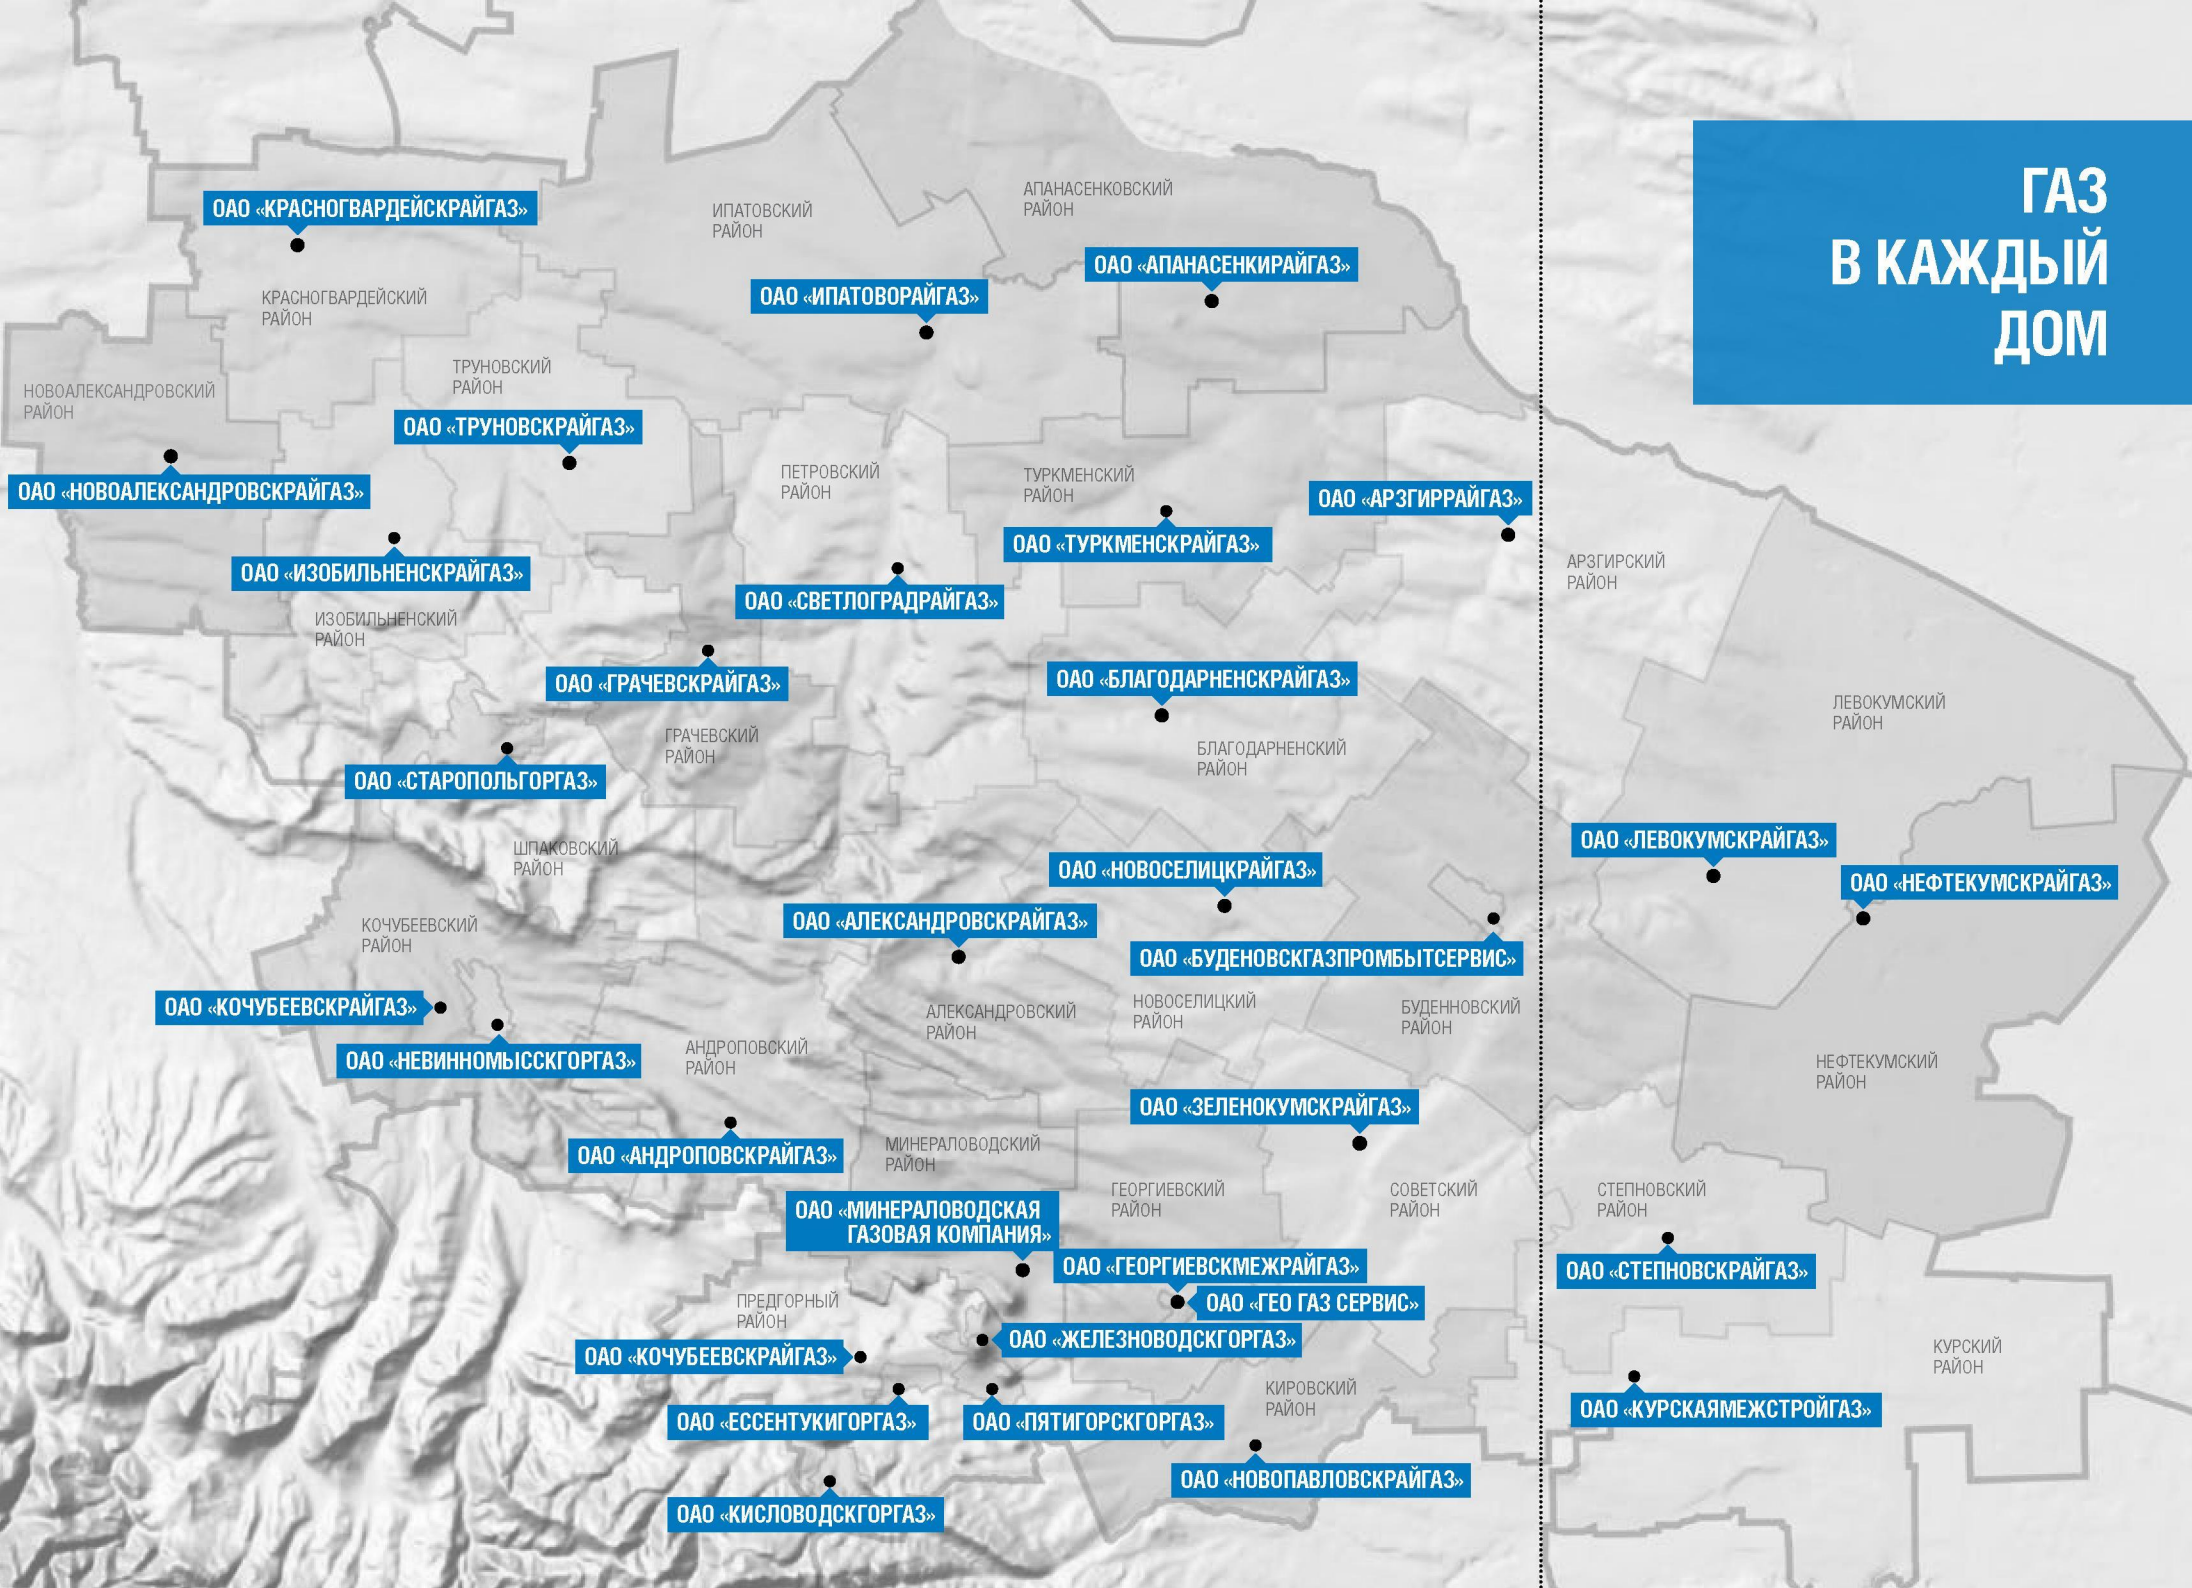 ГАЗ
В КАЖДЫЙ
ДОМ
ОАО «КРАСНОГВАРДЕЙСКРАЙГАЗ»
КРАСНОГВАРДЕЙСКИЙ
РАЙОН
ИПАТОВСКИЙ
РАЙОН
АПАНАСЕНКОВСКИЙ
РАЙОН
ОАО «АПАНАСЕНКИРАЙГАЗ»
ОАО «ИПАТОВОРАЙГАЗ»
НОВОАЛЕКСАНДРОВСКИЙ
РАЙОН
ТРУНОВСКИЙ
РАЙОН
ОАО «ТРУНОВСКРАЙГАЗ»
ОАО «НОВОАЛЕКСАНДРОВСКРАЙГАЗ»
ПЕТРОВСКИЙ
РАЙОН
ТУРКМЕНСКИЙ
РАЙОН
ОАО «АРЗГИРРАЙГАЗ»
ОАО «ТУРКМЕНСКРАЙГАЗ»
АРЗГИРСКИЙ
РАЙОН
ОАО «ИЗОБИЛЬНЕНСКРАЙГАЗ»
ОАО «СВЕТЛОГРАДРАЙГАЗ»
ИЗОБИЛЬНЕНСКИЙ
РАЙОН
ОАО «ГРАЧЕВСКРАЙГАЗ»
ОАО «БЛАГОДАРНЕНСКРАЙГАЗ»
ЛЕВОКУМСКИЙ
РАЙОН
ГРАЧЕВСКИЙ
РАЙОН
БЛАГОДАРНЕНСКИЙ
РАЙОН
ОАО «СТАРОПОЛЬГОРГАЗ»
ШПАКОВСКИЙ
РАЙОН
ОАО «ЛЕВОКУМСКРАЙГАЗ»
ОАО «НОВОСЕЛИЦКРАЙГАЗ»
ОАО «НЕФТЕКУМСКРАЙГАЗ»
КОЧУБЕЕВСКИЙ
РАЙОН
ОАО «АЛЕКСАНДРОВСКРАЙГАЗ»
ОАО «БУДЕНОВСКГАЗПРОМБЫТСЕРВИС»
ОАО «КОЧУБЕЕВСКРАЙГАЗ»
АЛЕКСАНДРОВСКИЙ
РАЙОН
НОВОСЕЛИЦКИЙ
РАЙОН
БУДЕННОВСКИЙ
РАЙОН
ОАО «НЕВИННОМЫССКГОРГАЗ»
АНДРОПОВСКИЙ
РАЙОН
НЕФТЕКУМСКИЙ
РАЙОН
ОАО «ЗЕЛЕНОКУМСКРАЙГАЗ»
ОАО «АНДРОПОВСКРАЙГАЗ»
МИНЕРАЛОВОДСКИЙ
РАЙОН
ГЕОРГИЕВСКИЙ
РАЙОН
СОВЕТСКИЙ
РАЙОН
СТЕПНОВСКИЙ
РАЙОН
ОАО «МИНЕРАЛОВОДСКАЯ
ГАЗОВАЯ КОМПАНИЯ»
ОАО «ГЕОРГИЕВСКМЕЖРАЙГАЗ»
ОАО «СТЕПНОВСКРАЙГАЗ»
ОАО «ГЕО ГАЗ СЕРВИС»
ПРЕДГОРНЫЙ
РАЙОН
ОАО «ЖЕЛЕЗНОВОДСКГОРГАЗ»
КУРСКИЙ
РАЙОН
ОАО «КОЧУБЕЕВСКРАЙГАЗ»
КИРОВСКИЙ
РАЙОН
ОАО «КУРСКАЯМЕЖСТРОЙГАЗ»
ОАО «ЕССЕНТУКИГОРГАЗ»
ОАО «ПЯТИГОРСКГОРГАЗ»
ОАО «НОВОПАВЛОВСКРАЙГАЗ»
ОАО «КИСЛОВОДСКГОРГАЗ»